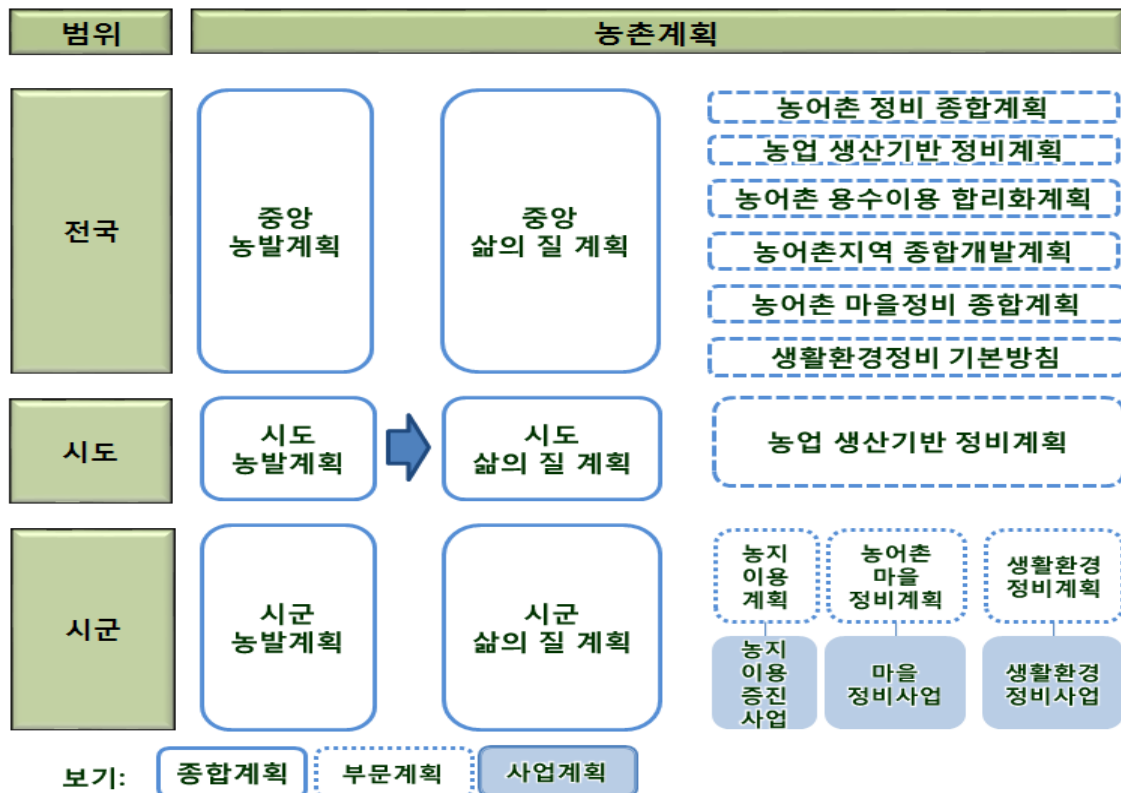 범위
농촌계획
전국
중앙
농발계획
중앙
삶의 질 계획
농어촌 정비 종합계획
농업 생산기반 정비계획
농어촌 용수이용 합리화계획
농어촌지역 종합개발계획
농어촌 마을정비 종합계획
생활환경정비 기본방침
시도
시도
농발계획
시도
삶의 질 계획
농업 생산기반 정비계획
시군
시군
농발계획
시군
삶의 질 계획
농지
이용
계획
농어촌
마을
정비계획
생활환경
정비계획
농지
이용
증진
사업
마을
정비사업
생활환경
정비사업
보기:
종합계획
부문계획
사업계획